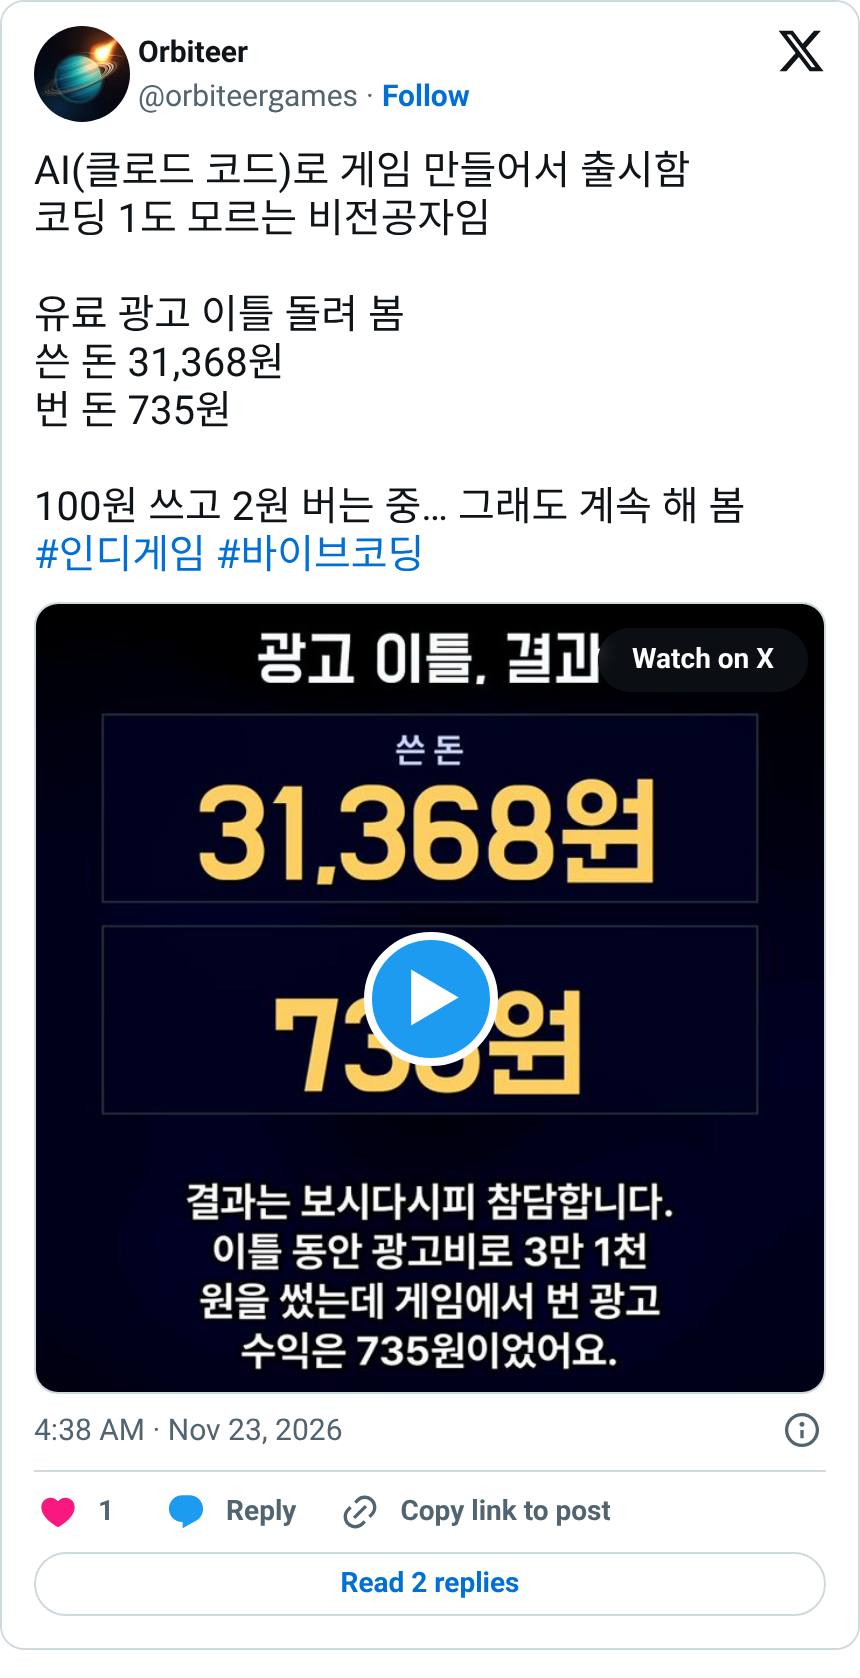 Orbiteer
@orbiteergames · Follow
AI(클로드 코드)로 게임 만들어서 출시함
코딩 1도 모르는 비전공자임
유료 광고 이틀 돌려 봄
쓴 돈 31,368원
번 돈 735원
100원 쓰고 2원 버는 중... 그래도 계속 해 봄
#인디게임 #바이브코딩
광고 이틀, 결과
Watch on X
쓴 돈
31,368원
735원
결과는 보시다시피 참담합니다.
이틀 동안 광고비로 3만 1천
원을 썼는데 게임에서 번 광고
수익은 735원이었어요.
4:38 AM · Nov 23, 2026
1 Reply Copy link to post
Read 2 replies